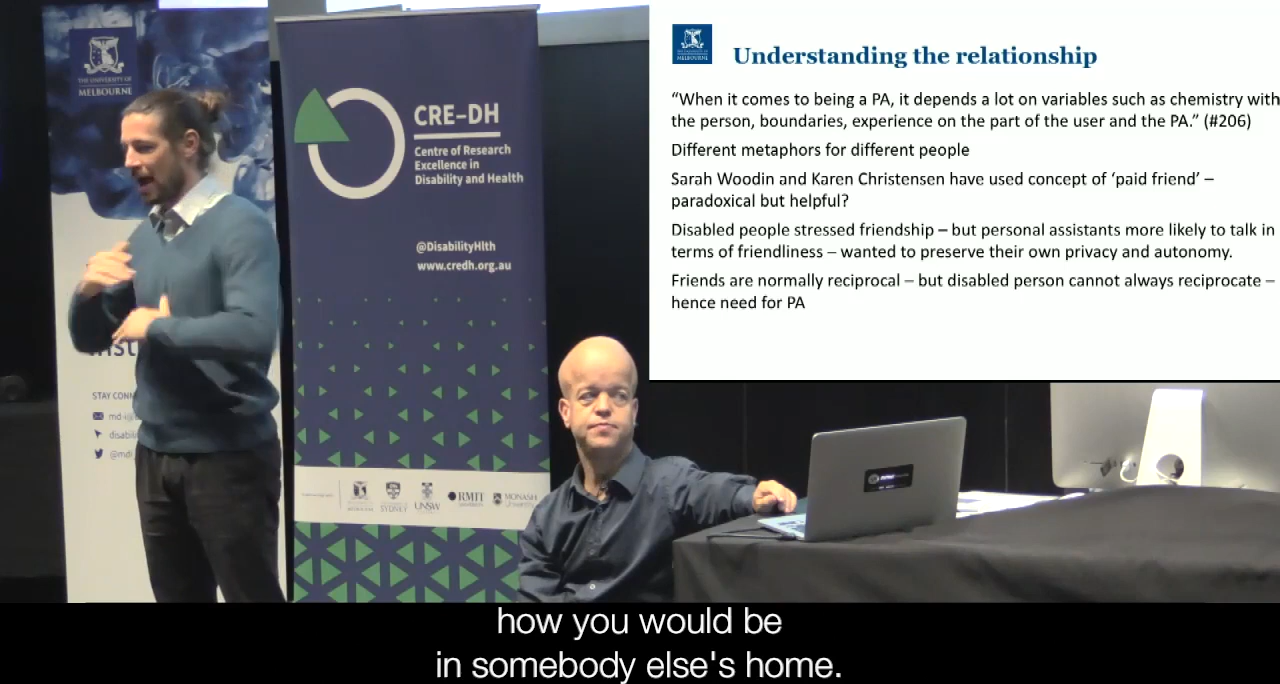 THE UNIVERSITY OF
MELBOURNE
STAY CONN
CRE-DH
Centre of Research
Excellence in
Disability and Health
@DisabilityHlth
www.credh.org.au
SYDNEY
UNSW
RMIT
MONASH
MELBOURNE
Understanding the relationship
“When it comes to being a PA, it depends a lot on variables such as chemistry with
the person, boundaries, experience on the part of the user and the PA.” (#206)
Different metaphors for different people
Sarah Woodin and Karen Christensen have used concept of ‘paid friend’ –
paradoxical but helpful?
Disabled people stressed friendship – but personal assistants more likely to talk in
terms of friendliness – wanted to preserve their own privacy and autonomy.
Friends are normally reciprocal – but disabled person cannot always reciprocate –
hence need for PA
how you would be
in somebody else's home.